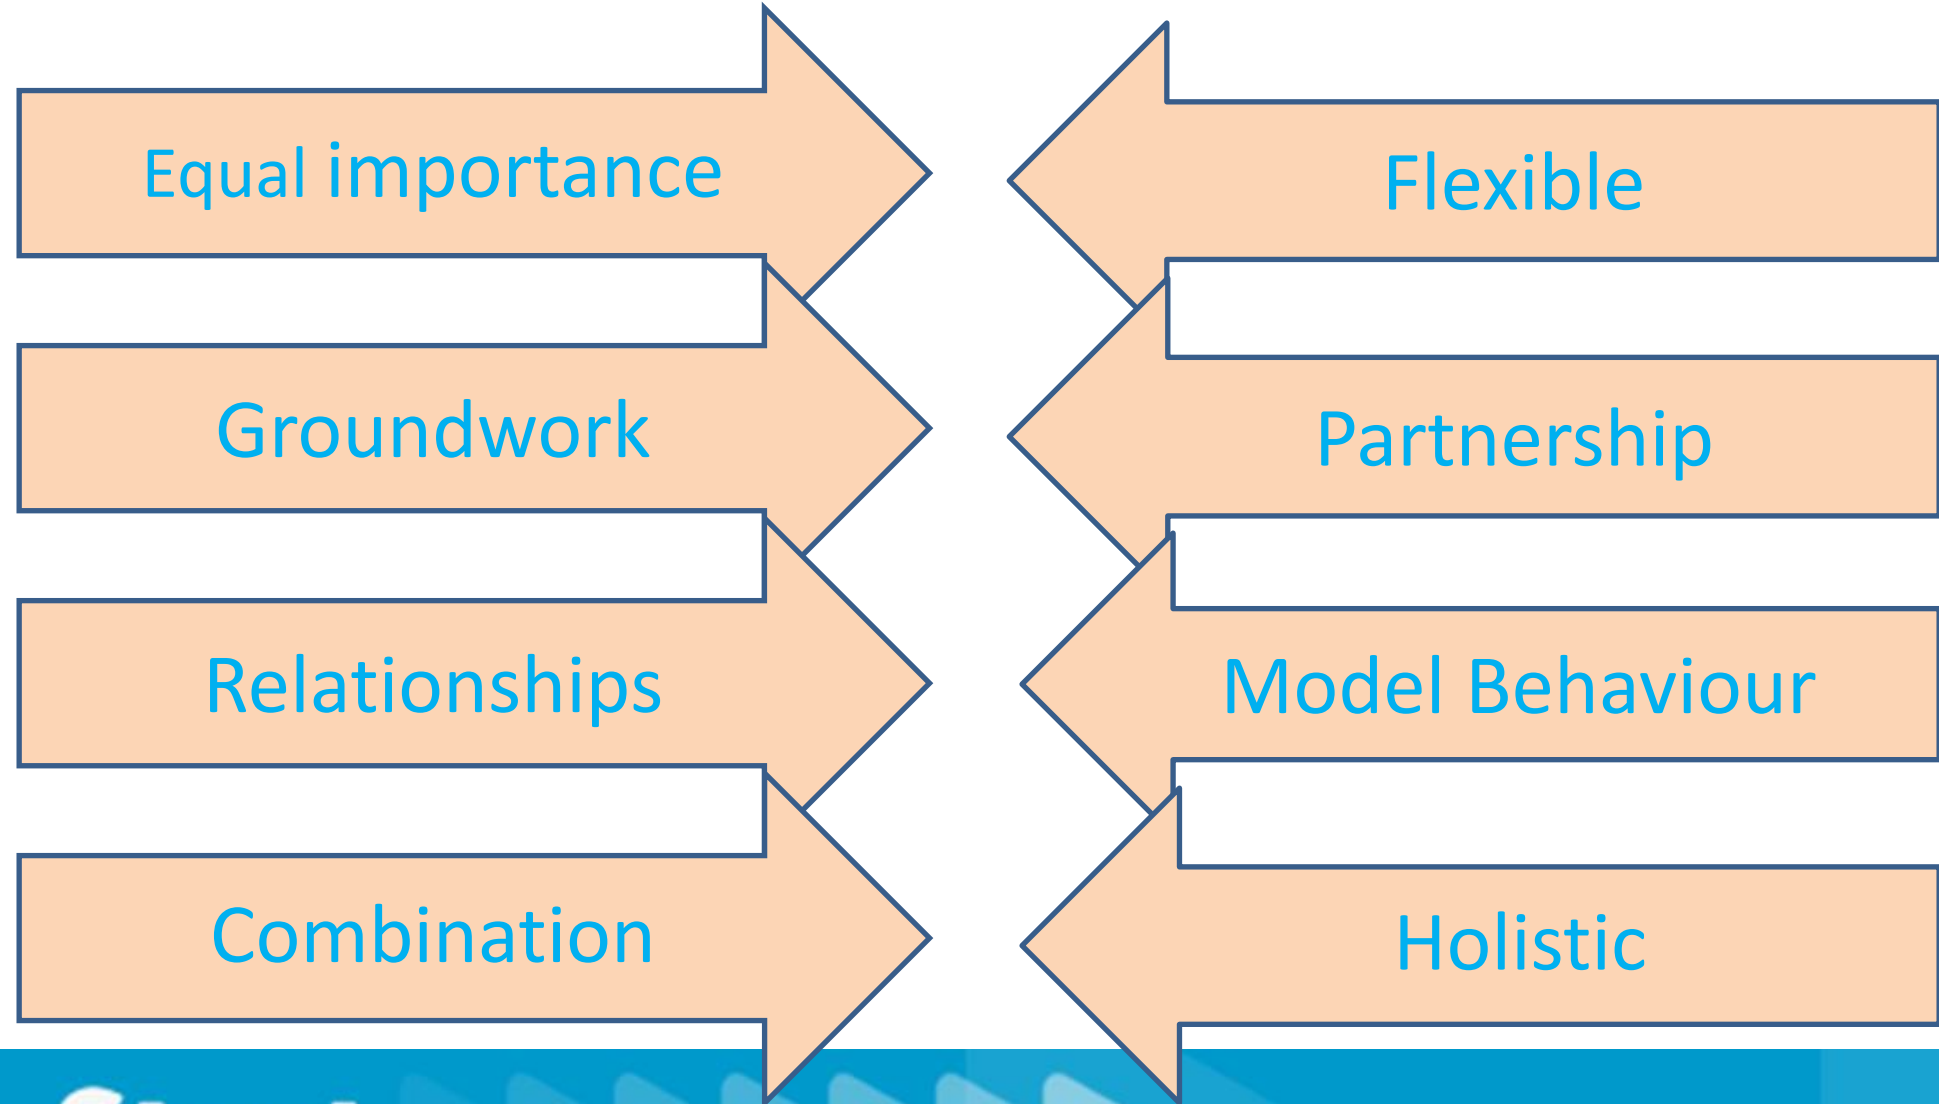 Equal importance
Groundwork
Relationships
Combination
Flexible
Partnership
Model Behaviour
Holistic